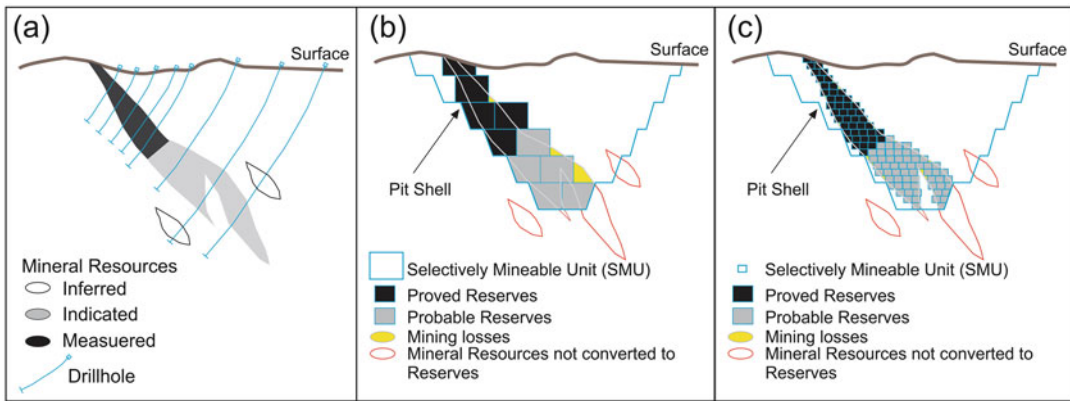 (a)
Surface
Mineral Resources
Inferred
Indicated
Measuered
Drillhole
(b)
Surface
Pit Shell
Selectively Mineable Unit (SMU)
Proved Reserves
Probable Reserves
Mining losses
Mineral Resources not converted to
Reserves
(c)
Surface
Pit Shell
Selectively Mineable Unit (SMU)
Proved Reserves
Probable Reserves
Mining losses
Mineral Resources not converted to
Reserves